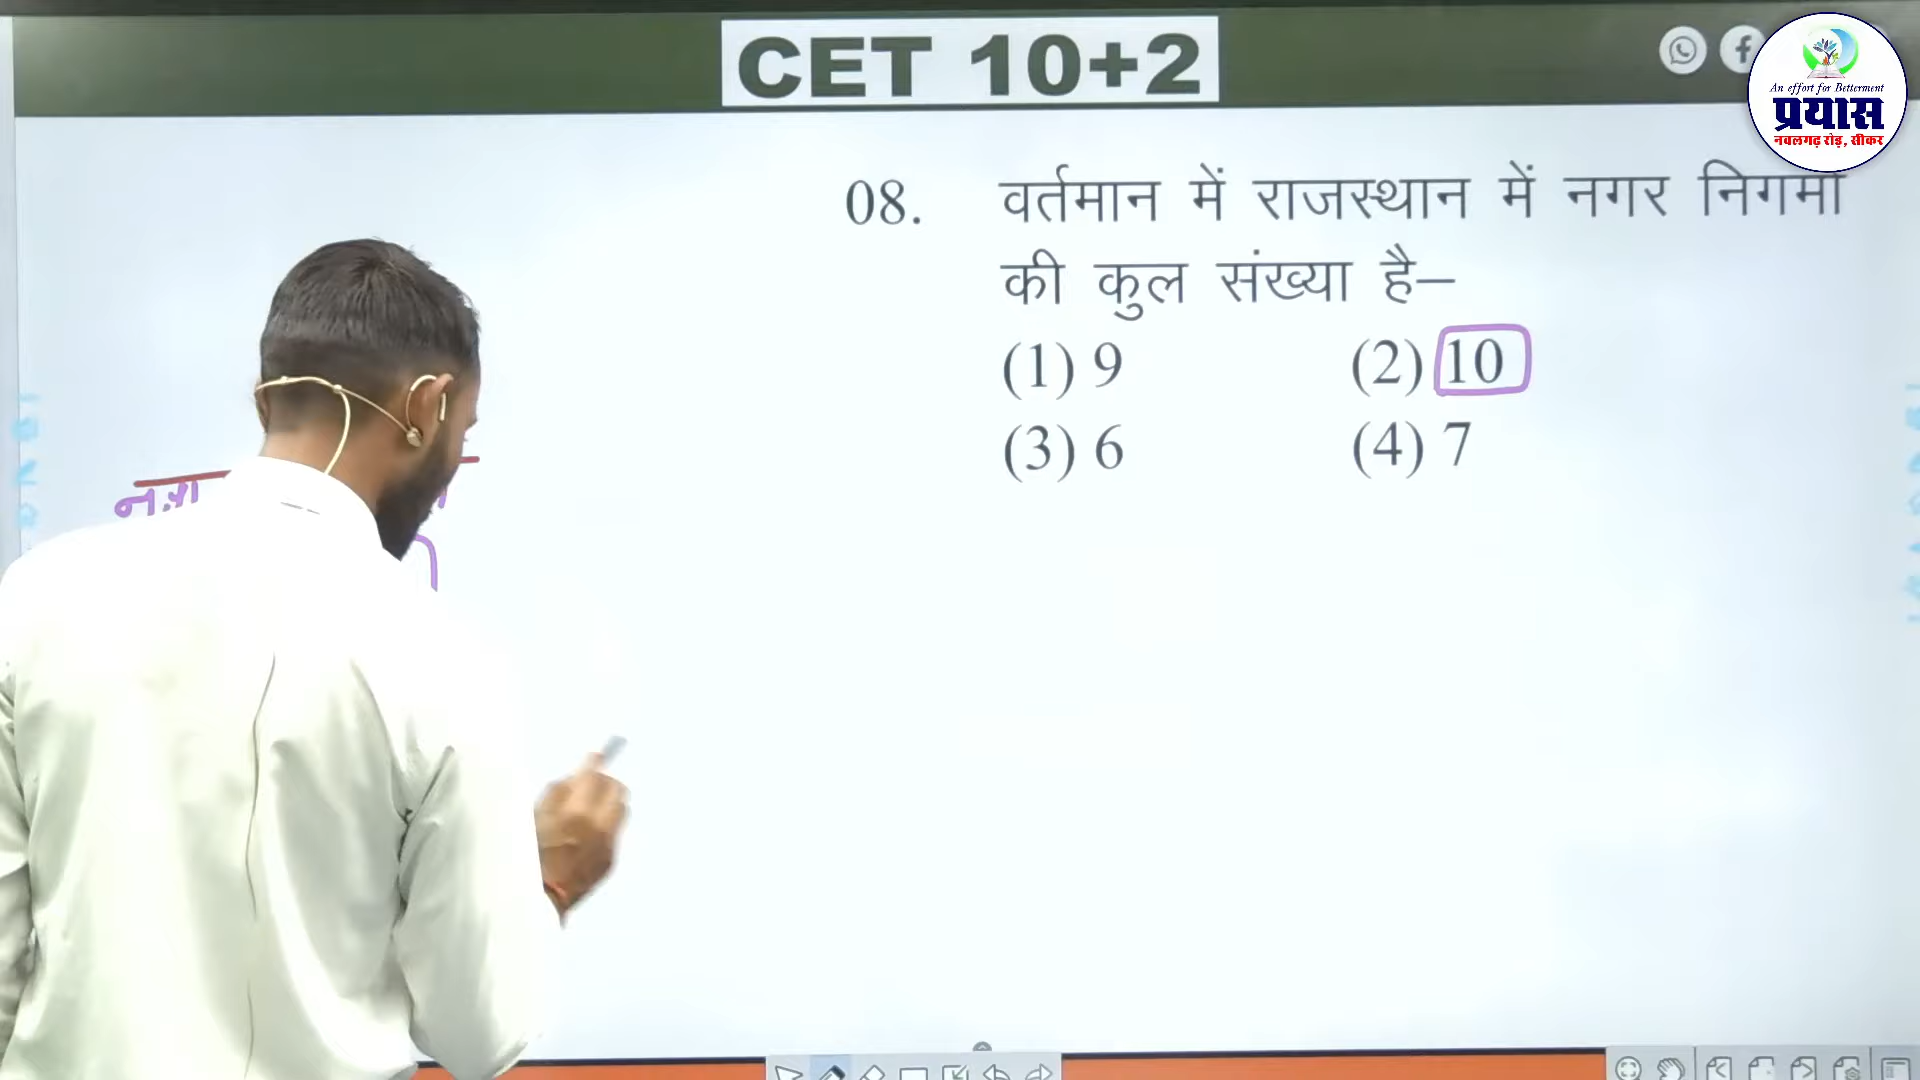 CET 10+2
An effort for Betterment
प्रयास
नवलगढ़ रोड़, सीकर
08. वर्तमान में राजस्थान में नगर निगमों
की कुल संख्या है–
(1) 9 (2) 10
(3) 6 (4) 7